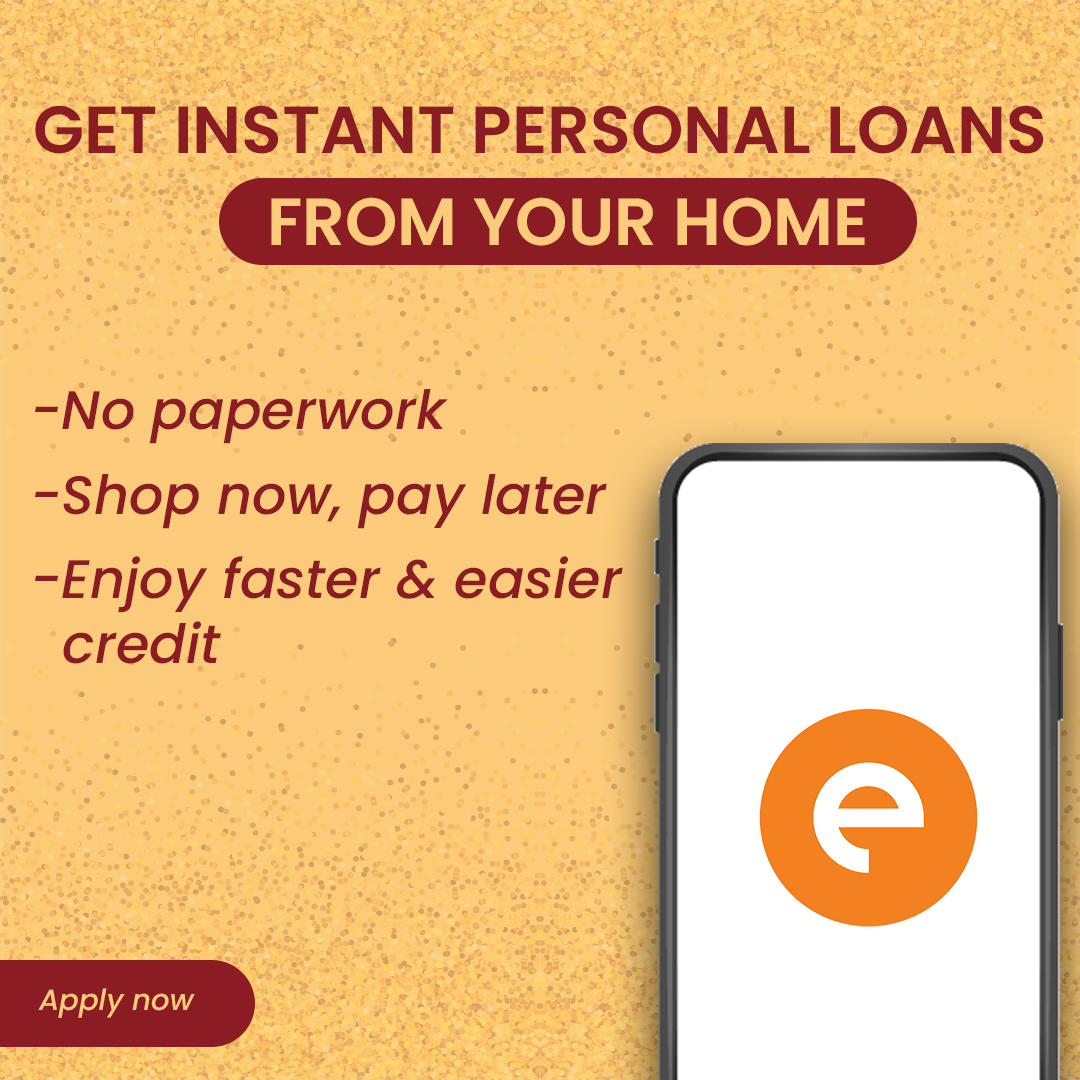 GET INSTANT PERSONAL LOANS
FROM YOUR HOME
-No paperwork
-Shop now, pay later
-Enjoy faster & easier
credit
e
Apply now